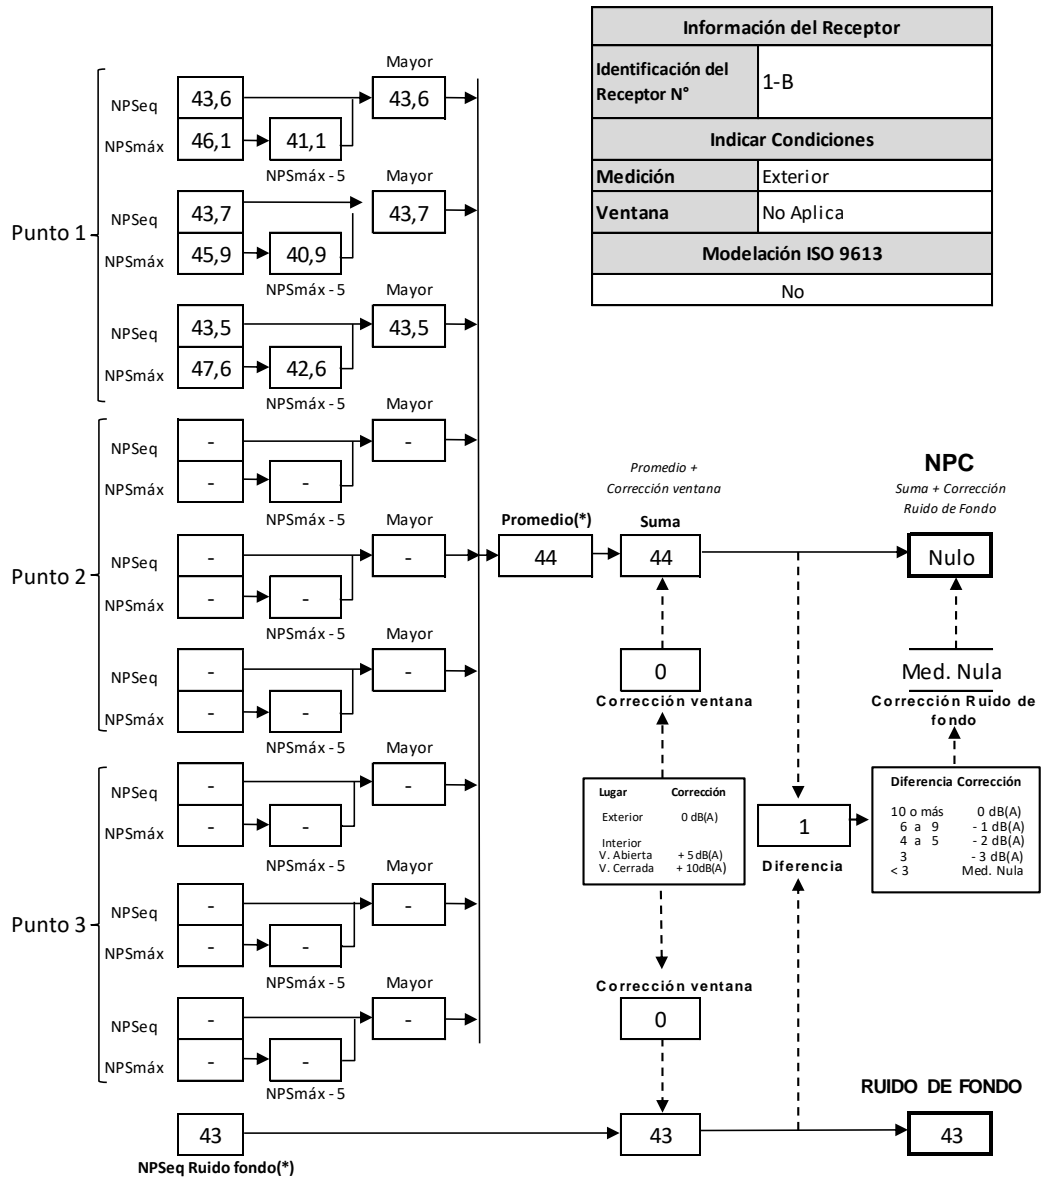 Información del Receptor
Identificación del Receptor N°
1-B
Indicar Condiciones
Medición
Exterior
Ventana
No Aplica
Modelación ISO 9613
No
Punto 1
Mayor
NPSeq
43,6
43,6
NPSmáx
46,1
41,1
NPSmáx - 5
Mayor
NPSeq
43,7
43,7
NPSmáx
45,9
40,9
NPSmáx - 5
Mayor
NPSeq
43,5
43,5
NPSmáx
47,6
42,6
NPSmáx - 5
Punto 2
Mayor
NPSeq
-
-
NPSmáx
-
-
NPSmáx - 5
Mayor
NPSeq
-
-
NPSmáx
-
-
NPSmáx - 5
Mayor
NPSeq
-
-
NPSmáx
-
-
NPSmáx - 5
Punto 3
Mayor
NPSeq
-
-
NPSmáx
-
-
NPSmáx - 5
NPSeq
-
-
NPSmáx
-
-
NPSmáx - 5
Mayor
NPSeq
-
-
NPSmáx
-
-
NPSmáx - 5
Promedio(*)
44
Promedio +
Corrección ventana
Suma
44
NPC
Suma + Corrección
Ruido de Fondo
Nulo
0
Corrección ventana
Med. Nula
Corrección Ruido de
fondo
Lugar Corrección
Exterior 0 dB(A)
Interior
V. Abierta + 5 dB(A)
V. Cerrada + 10dB(A)
1
Diferencia
Diferencia Corrección
10 o más 0 dB(A)
6 a 9 - 1 dB(A)
4 a 5 - 2 dB(A)
3 - 3 dB(A)
< 3 Med. Nula
Corrección ventana
0
RUIDO DE FONDO
43
43
43
NPSeq Ruido fondo(*)